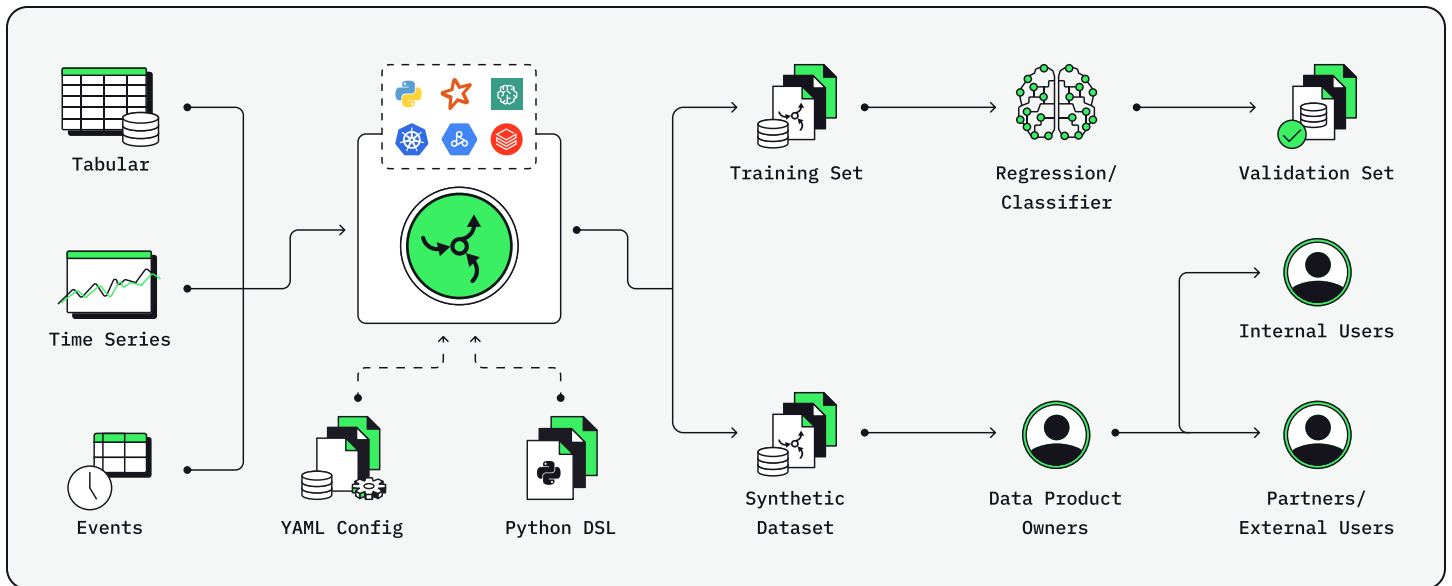 Tabular
Time Series
Events
YAML Config
Python DSL
Training Set
Regression/
Classifier
Validation Set
Synthetic
Dataset
Data Product
Owners
Internal Users
Partners/
External Users